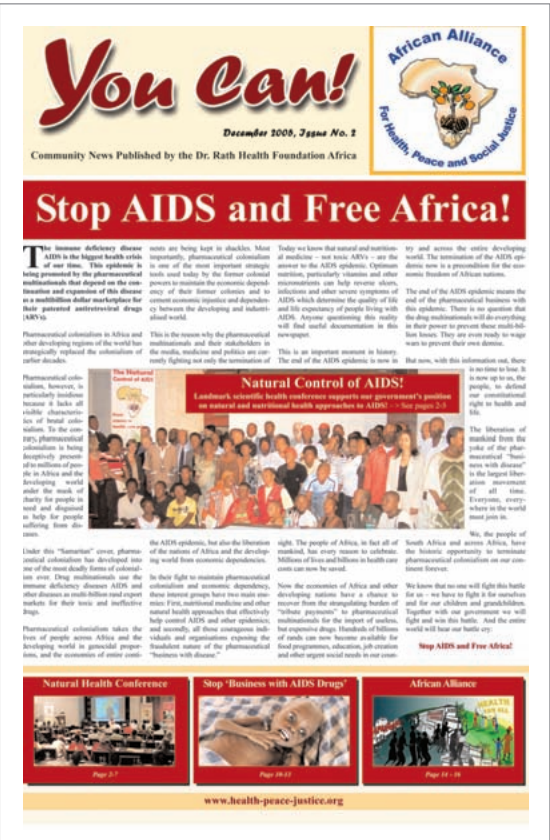 You Can!
December 2005, Issue No. 2
Community News Published by the Dr. Rath Health Foundation Africa
African Alliance
For Health, Peace and Social Justice
Stop AIDS and Free Africa!
The immune deficiency disease
AIDS is the biggest health crisis
of our time. This epidemic is
being promoted by the pharmaceutical
multinationals that depend on the con-
tinuation and expansion of this disease
as a multibillion dollar marketplace for
their patented antiretroviral drugs
(ARVs).
Pharmaceutical colonialism in Africa and
other developing regions of the world has
strategically replaced the colonialism of
earlier decades.
Pharmaceutical colo-
nialism, however, is
particularly insidious
because it lacks all
visible characteris-
tics of brutal colo-
nialism. To the con-
trary, pharmaceutical
colonialism is being
deceptively present-
ed to millions of peo-
ple in Africa and the
developing world
under the mask of
charity for people in
need and disguised
as help for people
suffering from dis-
eases.
Under this "Samaritan" cover, pharma-
ceutical colonialism has developed into
one of the most deadly forms of colonial-
ism ever. Drug multinationals use the
immune deficiency diseases AIDS and
other diseases as multi-billion rand export
markets for their toxic and ineffective
drugs.
Pharmaceutical colonialism takes the
lives of people across Africa and the
developing world in genocidal propor-
tions, and the economies of entire conti-
nents are being kept in shackles. Most
importantly, pharmaceutical colonialism
is one of the most important strategic
tools used today by the former colonial
powers to maintain the economic depend-
ency of their former colonies and to
cement economic injustice and dependen-
cy between the developing and industri-
alised world.
This is the reason why the pharmaceutical
multinationals and their stakeholders in
the media, medicine and politics are cur-
rently fighting not only the termination of
the AIDS epidemic, but also the liberation
of the nations of Africa and the develop-
ing world from economic dependencies.
In their fight to maintain pharmaceutical
colonialism and economic dependency,
these interest groups have two main ene-
mies: First, nutritional medicine and other
natural health approaches that effectively
help control AIDS and other epidemics;
and secondly, all those courageous indi-
viduals and organisations exposing the
fraudulent nature of the pharmaceutical
"business with disease."
Today we know that natural and nutrition-
al medicine – not toxic ARVs – are the
answer to the AIDS epidemic. Optimum
nutrition, particularly vitamins and other
micronutrients can help reverse ulcers,
infections and other severe symptoms of
AIDS which determine the quality of life
and life expectancy of people living with
AIDS. Anyone questioning this reality
will find useful documentation in this
newspaper.
This is an important moment in history.
The end of the AIDS epidemic is now in
sight. The people of Africa, in fact all of
mankind, has every reason to celebrate.
Millions of lives and billions in health care
costs can now be saved.
Now the economies of Africa and other
developing nations have a chance to
recover from the strangulating burden of
"tribute payments" to pharmaceutical
multinationals for the import of useless,
but expensive drugs. Hundreds of billions
of rands can now become available for
food programmes, education, job creation
and other urgent social needs in our coun-
try and across the entire developing
world. The termination of the AIDS epi-
demic now is a precondition for the eco-
nomic freedom of African nations.
The end of the AIDS epidemic means the
end of the pharmaceutical business with
this epidemic. There is no question that
the drug multinationals will do everything
in their power to prevent these multi-bil-
lion losses. They are even ready to wage
wars to prevent their own demise.
But now, with this information out, there
is no time to lose. It
is now up to us, the
people, to defend
our constitutional
right to health and
life.
The liberation of
mankind from the
yoke of the phar-
maceutical "busi-
ness with disease"
is the largest liber-
ation movement
of all time.
Everyone, every-
where in the world
must join in.
We, the people of
South Africa and across Africa, have
the historic opportunity to terminate
pharmaceutical colonialism on our con-
tinent forever.
We know that no one will fight this battle
for us – we have to fight it for ourselves
and for our children and grandchildren.
Together with our government we will
fight and win this battle. And the entire
world will hear our battle cry:
Stop AIDS and Free Africa!
The Natural
Control of AIDS
Natural Control of AIDS!
Landmark scientific health conference supports our government's position
on natural and nutritional health approaches to AIDS! – See pages 2-5
Natural Health Conference
Page 2-7
Stop 'Business with AIDS Drugs'
Page 10-13
African Alliance
HEALTH
FOR ALL
Page 14 - 16
www.health-peace-justice.org